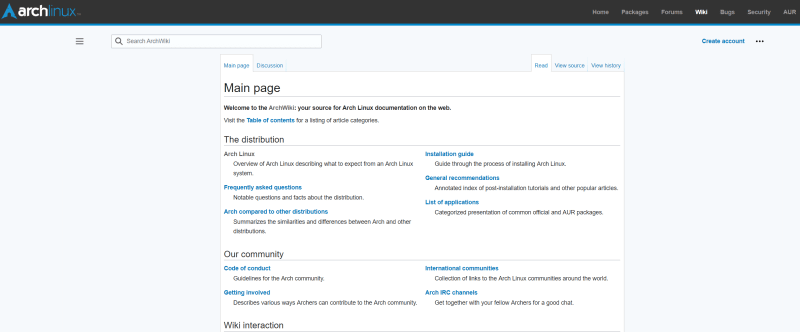 archlinux
Home Packages Forums Wiki Bugs Security AUR
Search ArchWiki
Create account
Main page Discussion Read View source View history
Main page
Welcome to the ArchWiki: your source for Arch Linux documentation on the web.
Visit the Table of contents for a listing of article categories.
The distribution
Arch Linux
Overview of Arch Linux describing what to expect from an Arch Linux
system.
Frequently asked questions
Notable questions and facts about the distribution.
Arch compared to other distributions
Summarizes the similarities and differences between Arch and other
distributions.
Installation guide
Guide through the process of installing Arch Linux.
General recommendations
Annotated index of post-installation tutorials and other popular articles.
List of applications
Categorized presentation of common official and AUR packages.
Our community
Code of conduct
Guidelines for the Arch community.
Getting involved
Describes various ways Archers can contribute to the Arch community.
International communities
Collection of links to the Arch Linux communities around the world.
Arch IRC channels
Get together with your fellow Archers for a good chat.
Wiki interaction